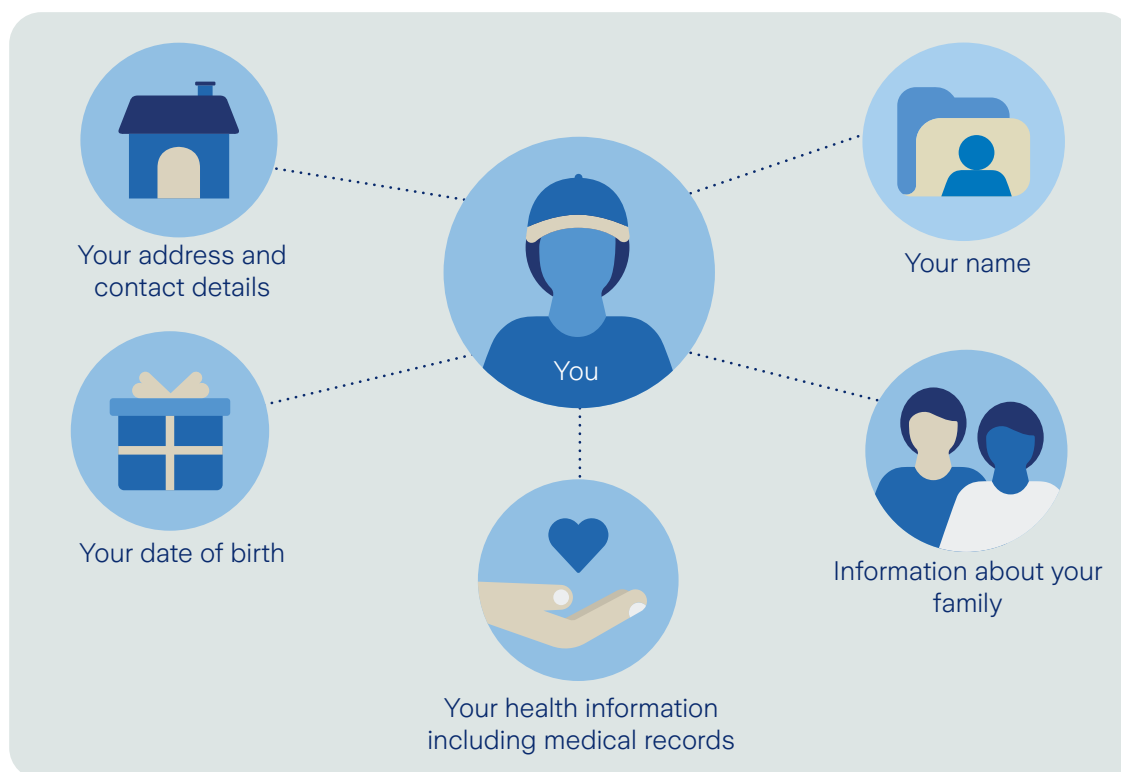 Your address and
contact details
Your name
You
Your date of birth
Information about your
family
Your health information
including medical records